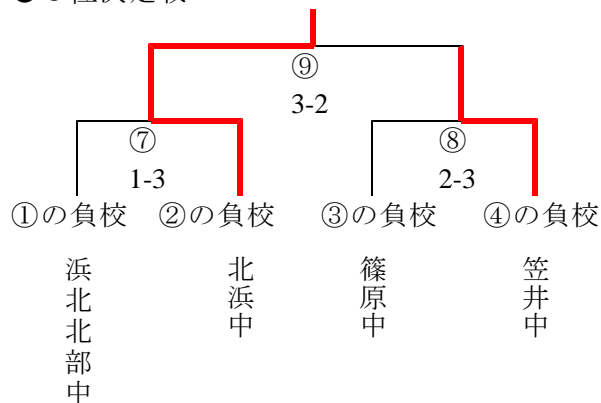 ⑨
3-2
⑦
⑧
1-3
2-3
①の負校
②の負校
③の負校
④の負校
浜北北部中
北浜中
篠原中
笠井中